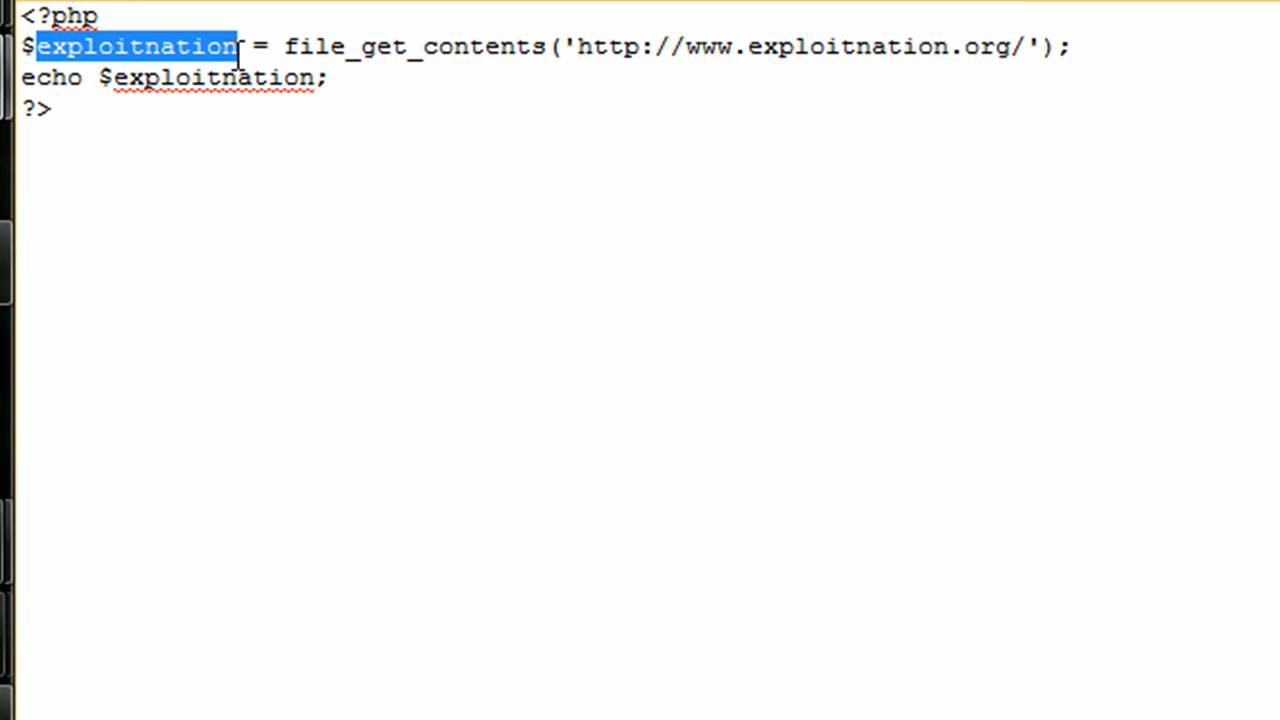 <?php
$exploitnation = file_get_contents('http://www.exploitnation.org/');
echo $exploitnation;
?>